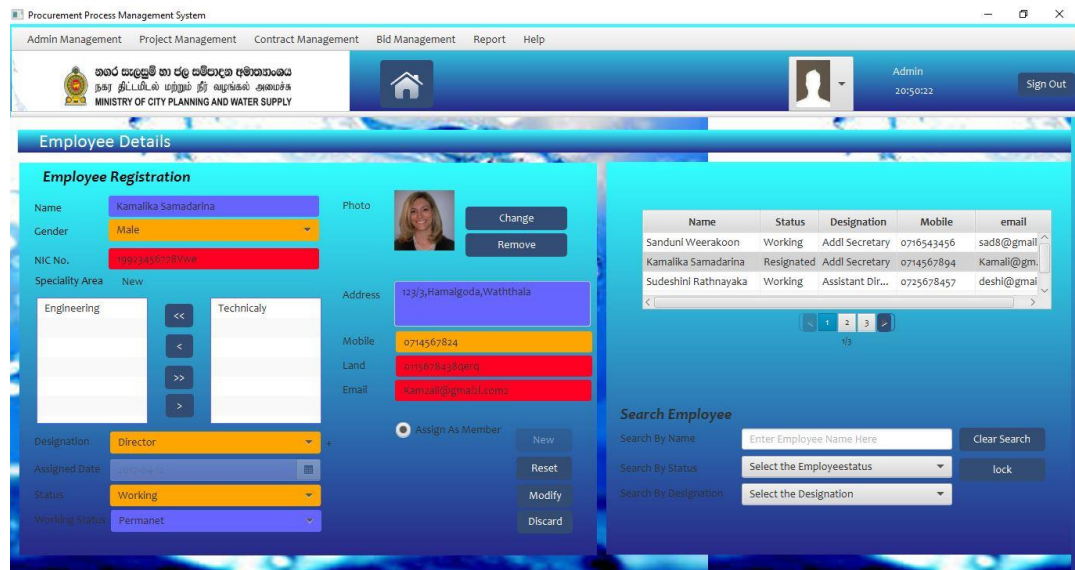 Procurement Process Management System
Admin Management Project Management Contract Management Bid Management Report Help
නගර සැලසුම් හා ජල සම්පාදන අමාත්‍යාංශය
நகர திட்டமிடல் மற்றும் நீர் வழங்கல் அமைச்சு
MINISTRY OF CITY PLANNING AND WATER SUPPLY
Admin
20:50:22
Sign Out
Employee Details
Employee Registration
Name Kamalika Samadarina
Gender Male
NIC No. 19923456778Vwe
Speciality Area New
Engineering
<<
<
>>
>
Technicaly
Designation Director +
Assigned Date
Status Working
Working Status Permanet
Photo
Change
Remove
Address 123/3,Hamalgoda,Waththala
Mobile 0714567824
Land 0115678438qerq
Email
Assign As Member
New
Reset
Modify
Discard
Name Status Designation Mobile email
Sanduni Weerakoon Working Addl Secretary 0716543456 sad8@gmail
Kamalika Samadarina Resignated Addl Secretary 0714567894 Kamali@gm.
Sudeshini Rathnayaka Working Assistant Dir... 0725678457 deshi@gmai
< 1 2 3 >
1/3
Search Employee
Search By Name Enter Employee Name Here Clear Search
Search By Status Select the Employeestatus lock
Search By Designation Select the Designation